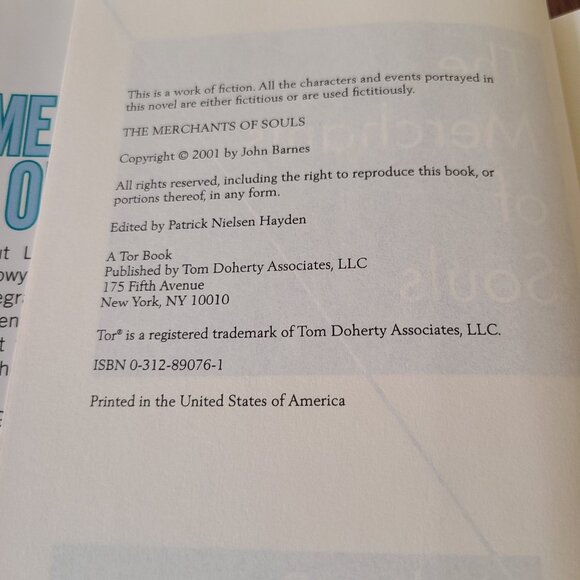 This is a work of fiction. All the characters and events portrayed in
this novel are either fictitious or are used fictitiously.
THE MERCHANTS OF SOULS
Copyright © 2001 by John Barnes
All rights reserved, including the right to reproduce this book, or
portions thereof, in any form.
Edited by Patrick Nielsen Hayden
A Tor Book
Published by Tom Doherty Associates, LLC
175 Fifth Avenue
New York, NY 10010
Tor® is a registered trademark of Tom Doherty Associates, LLC.
ISBN 0-312-89076-1
Printed in the United States of America